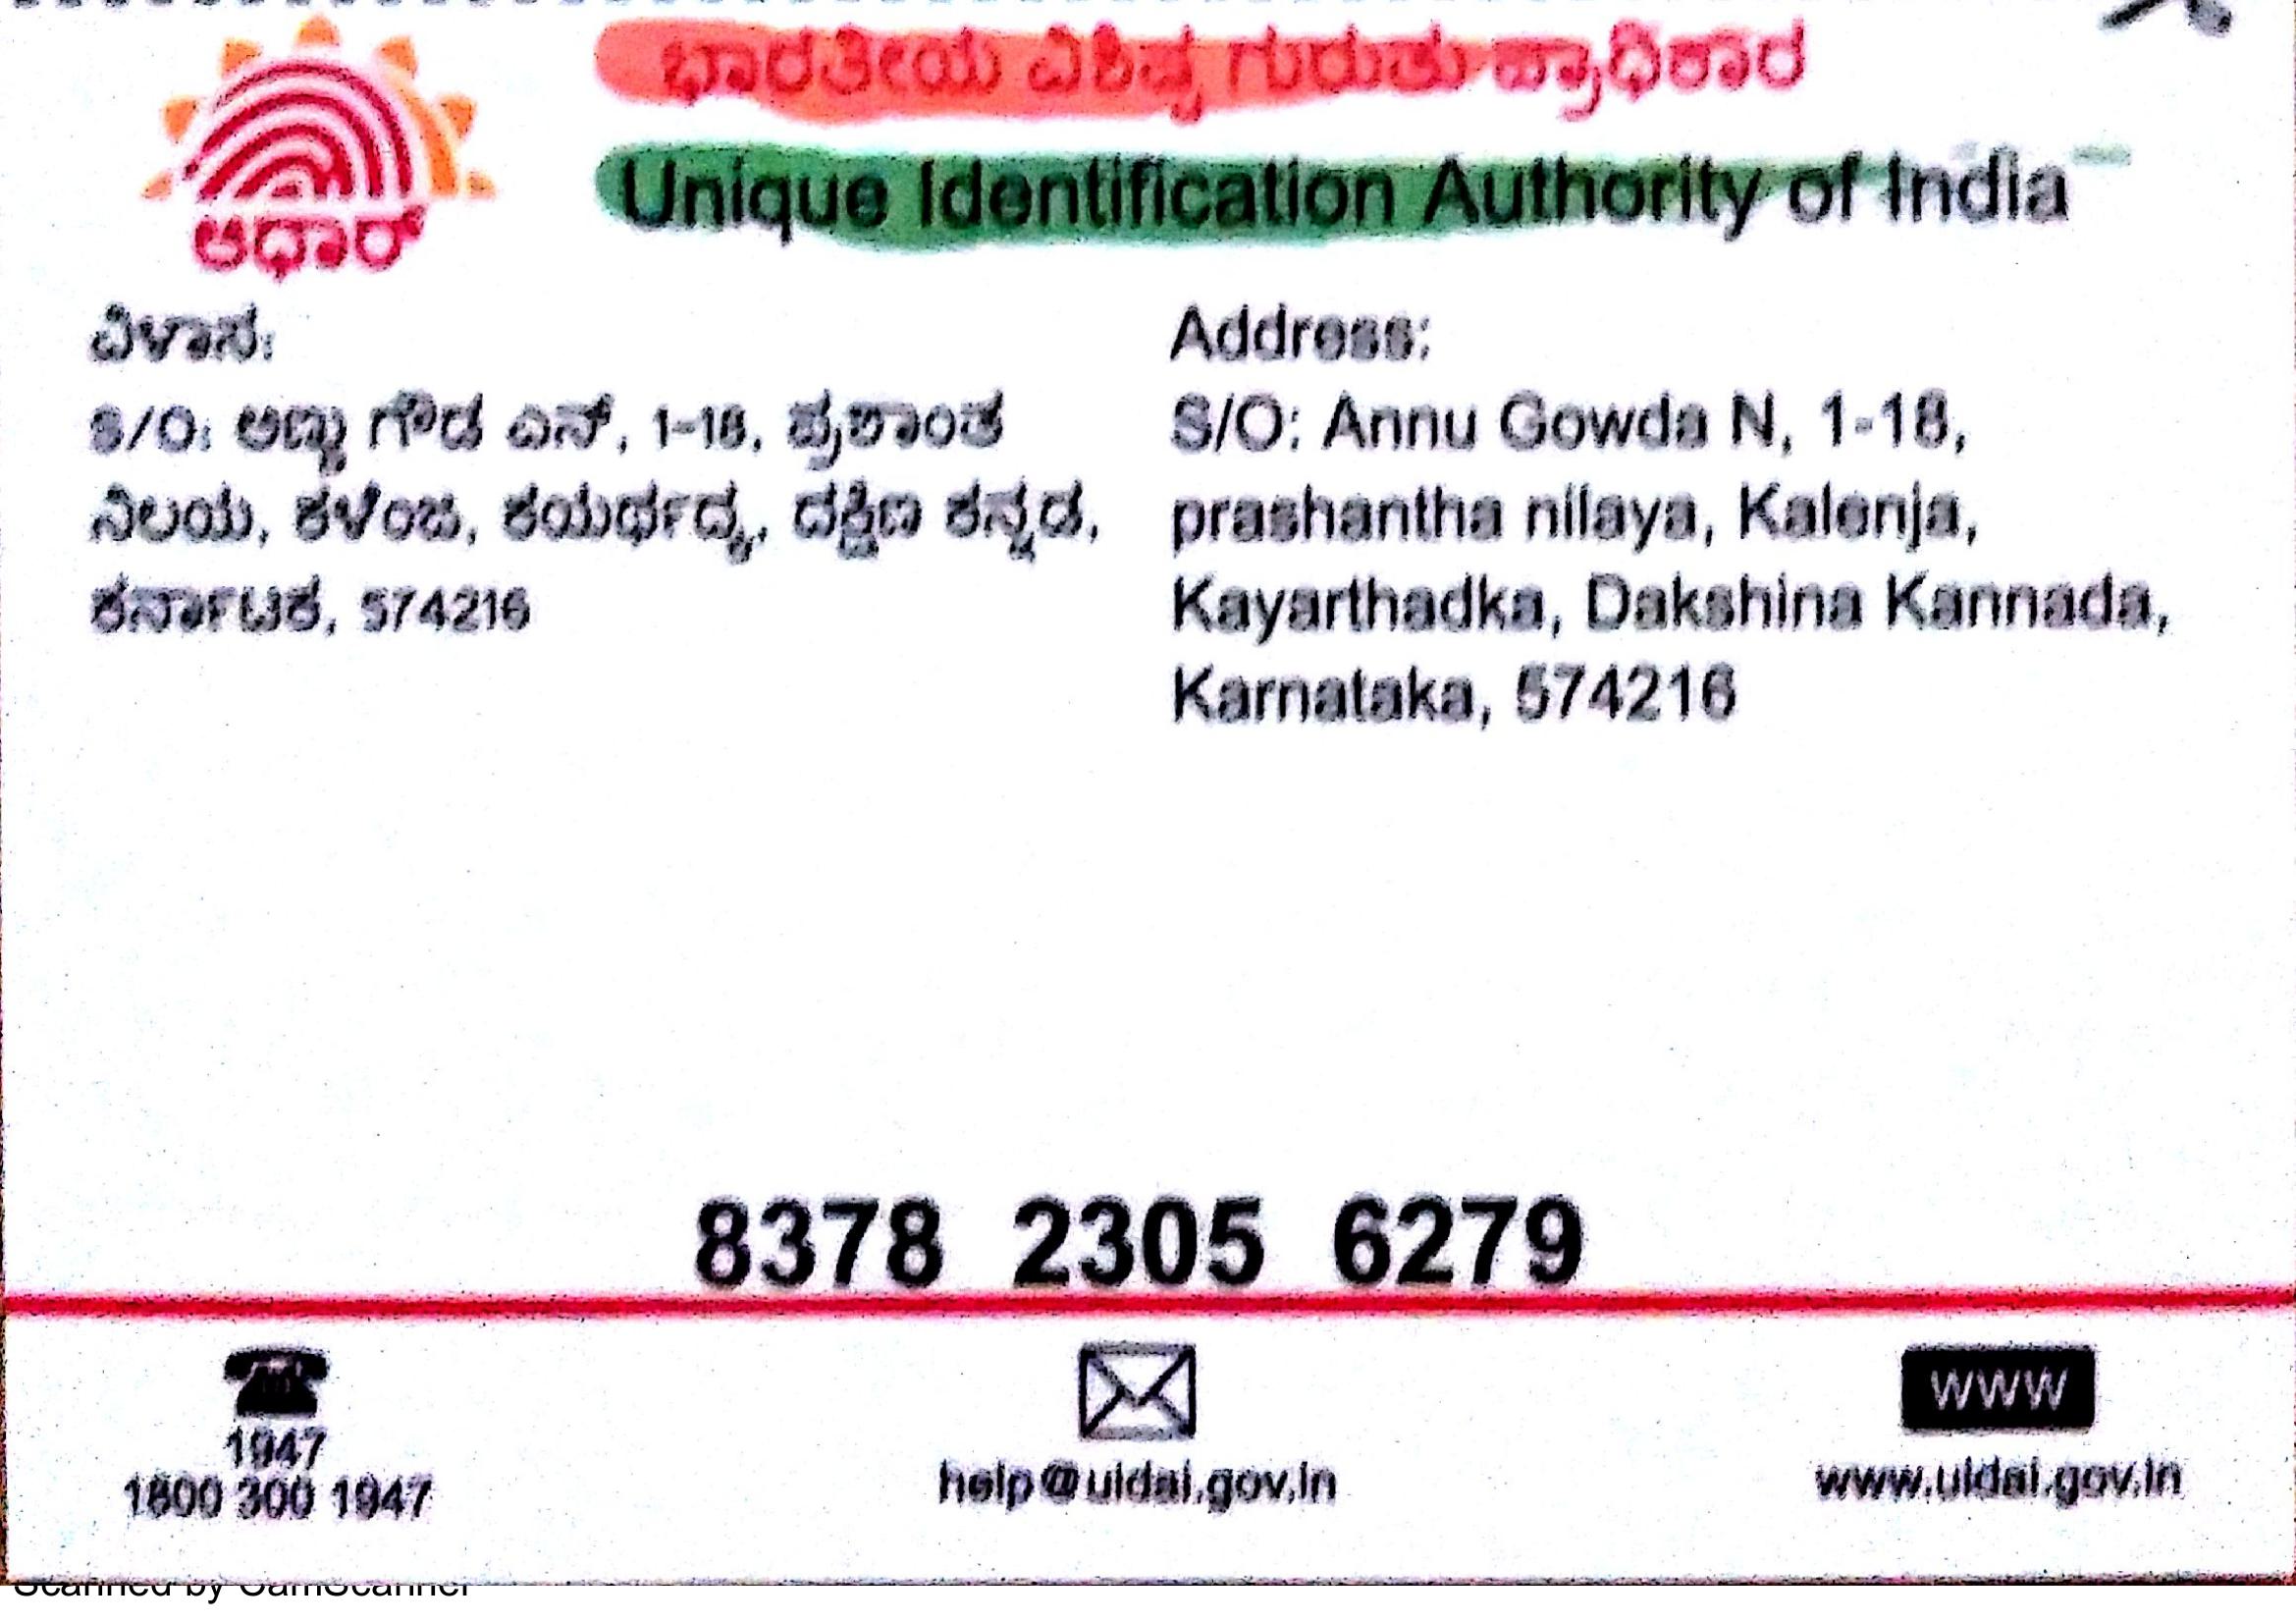 ಭಾರತೀಯ ವಿಶಿಷ್ಟ ಗುರುತು ಪ್ರಾಧಿಕಾರ
Unique Identification Authority of India
ಆಧಾರ್
ವಿಳಾಸ:
S/O: ಅಣ್ಣು ಗೌಡ ಎನ್, 1-18, ಪ್ರಶಾಂತ
ನಿಲಯ, ಕಳೆಂಜ, ಕಯರ್ಥಡ್ಕ, ದಕ್ಷಿಣ ಕನ್ನಡ,
ಕರ್ನಾಟಕ, 574216
Address:
S/O: Annu Gowda N, 1-18,
prashantha nilaya, Kalenja,
Kayarthadka, Dakshina Kannada,
Karnataka, 574216
8378 2305 6279
1947
1800 300 1947
help@uidai.gov.in
WWW
www.uidai.gov.in
Scanned by CamScanner